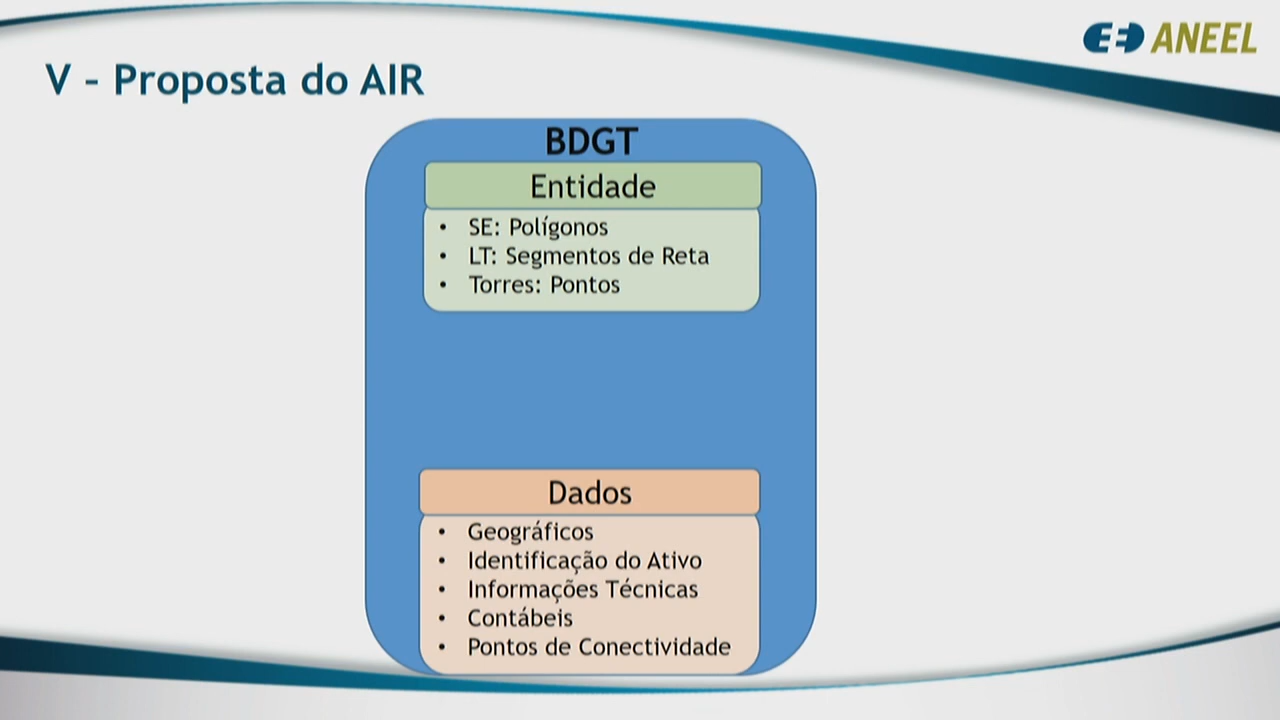 ANEEL
V - Proposta do AIR
BDGT
Entidade
• SE: Polígonos
• LT: Segmentos de Reta
• Torres: Pontos
Dados
• Geográficos
• Identificação do Ativo
• Informações Técnicas
• Contábeis
• Pontos de Conectividade